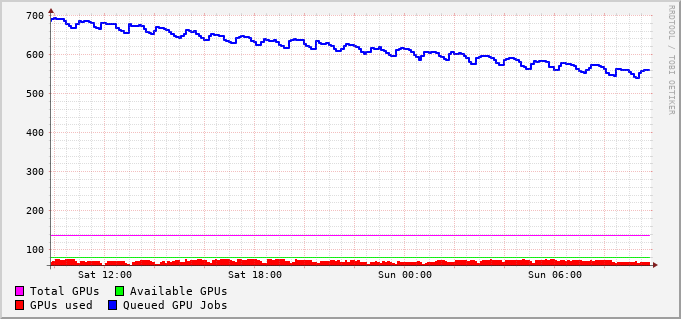 700
600
500
400
300
200
100
Sat 12:00 Sat 18:00 Sun 00:00 Sun 06:00
Total GPUs Available GPUs
GPUs used Queued GPU Jobs
RRDTOOL / TOBI OETIKER